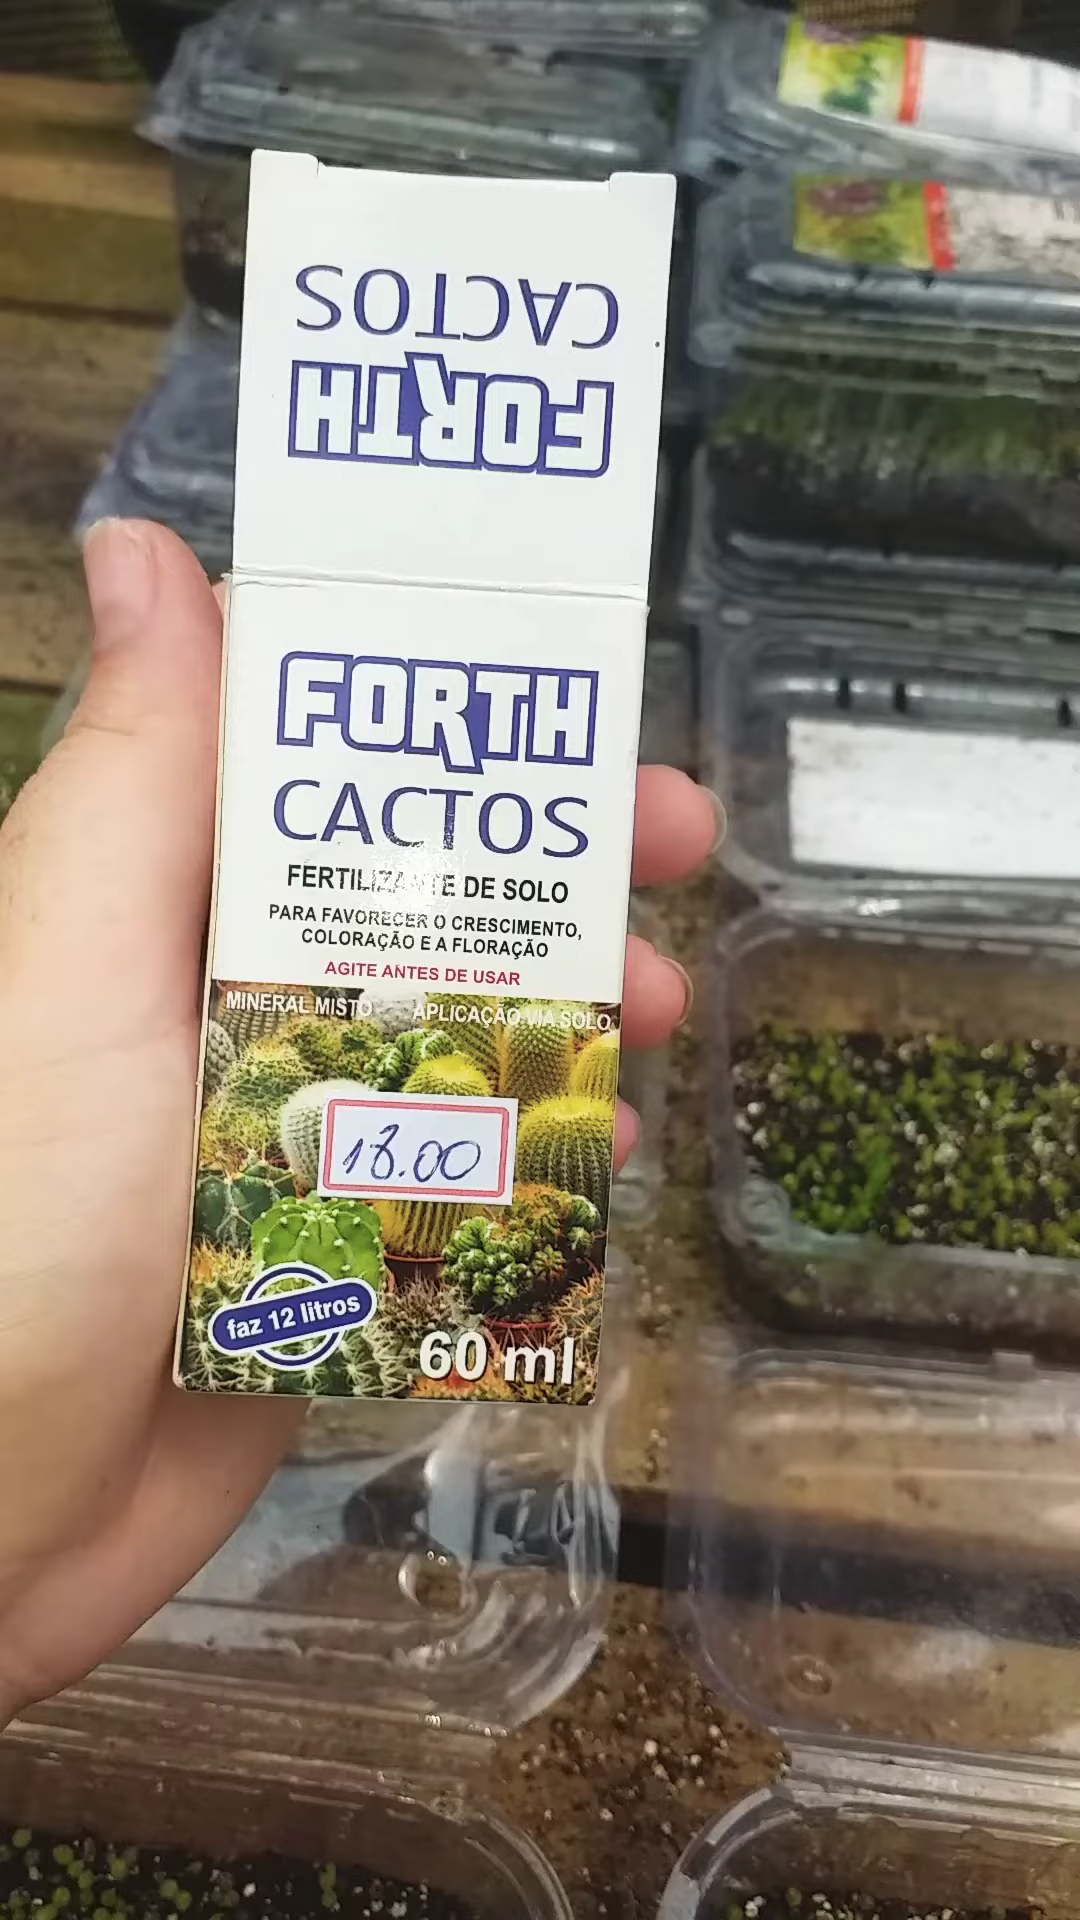 CACTOS
FORTH
FORTH
CACTOS
FERTILIZANTE DE SOLO
PARA FAVORECER O CRESCIMENTO,
COLORAÇÃO E A FLORAÇÃO
AGITE ANTES DE USAR
MINERAL MISTO APLICAÇÃO VIA SOLO
18.00
faz 12 litros
60 ml